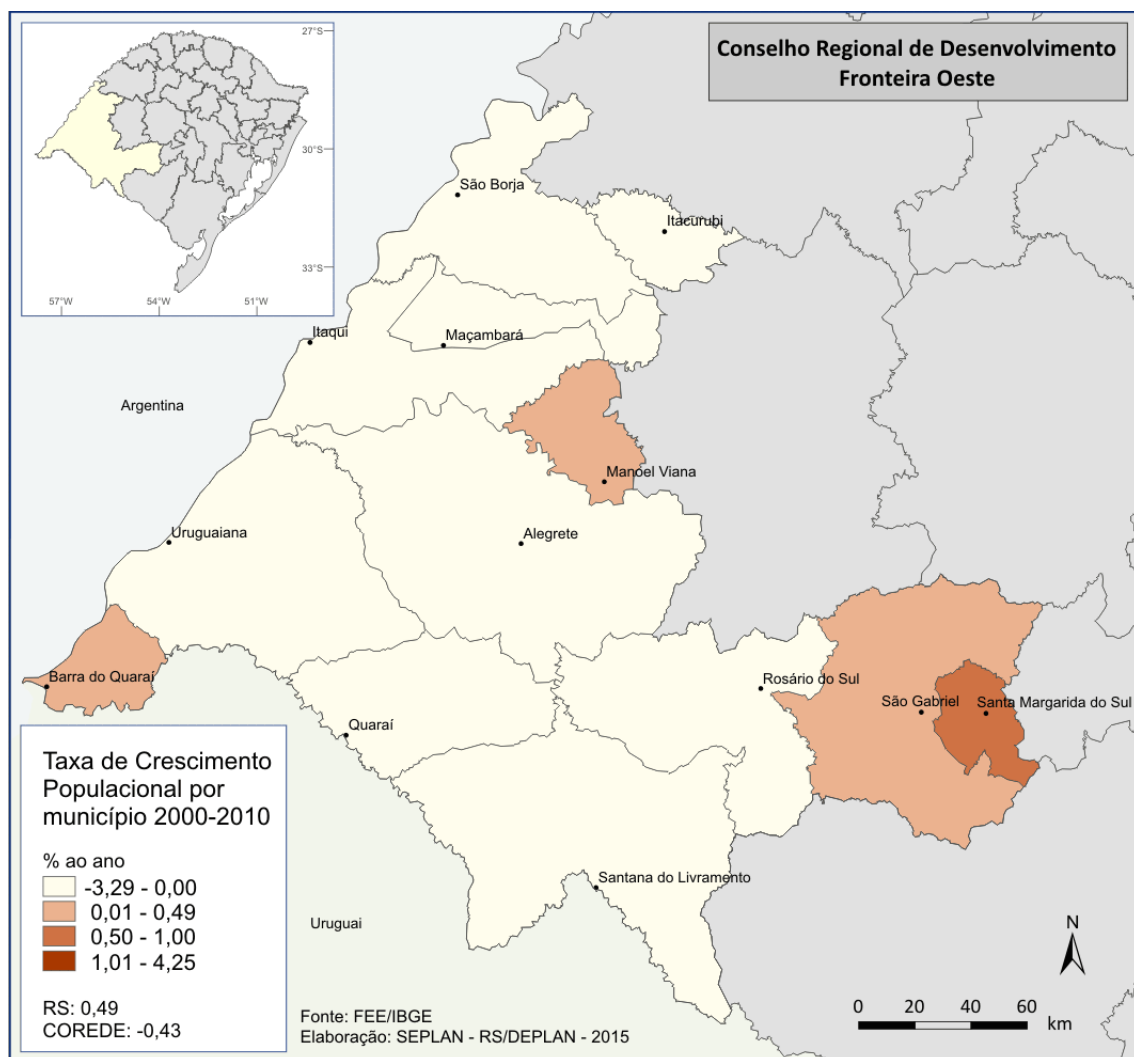 Conselho Regional de Desenvolvimento
Fronteira Oeste
27°S
30°S
33°S
57°W
54°W
51°W
São Borja
Itacurubi
Itaqui
Maçambará
Argentina
Manoel Viana
Uruguaiana
Alegrete
Barra do Quaraí
Rosário do Sul
São Gabriel
Santa Margarida do Sul
Quaraí
Santana do Livramento
Uruguai
Taxa de Crescimento
Populacional por
município 2000-2010
% ao ano
-3,29 - 0,00
0,01 - 0,49
0,50 - 1,00
1,01 - 4,25
RS: 0,49
COREDE: -0,43
Fonte: FEE/IBGE
Elaboração: SEPLAN - RS/DEPLAN - 2015
N
0 20 40 60
km